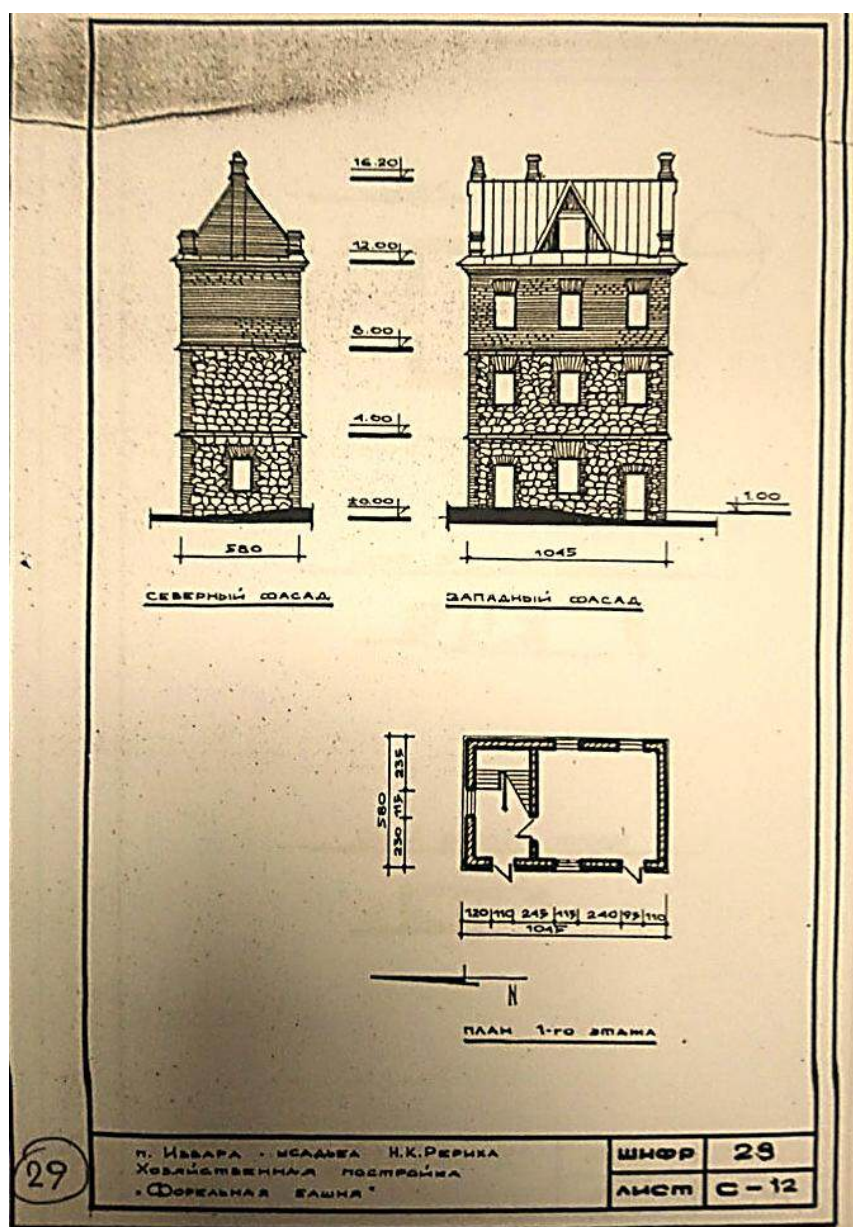 16.20
12.00
8.00
4.00
±0.00
1.00
580
1045
СЕВЕРНЫЙ ФАСАД
ЗАПАДНЫЙ ФАСАД
580
235
115
230
120 110 245 115 240 95 110
1045
N
ПЛАН 1-го ЭТАЖА
п. ИЗВАРА · УСАДЬБА Н.К.РЕРИХА
ХОЗЯЙСТВЕННАЯ ПОСТРОЙКА
"ФОРЕЛЬНАЯ БАШНЯ"
ШИФР 29
ЛИСТ С-12
29